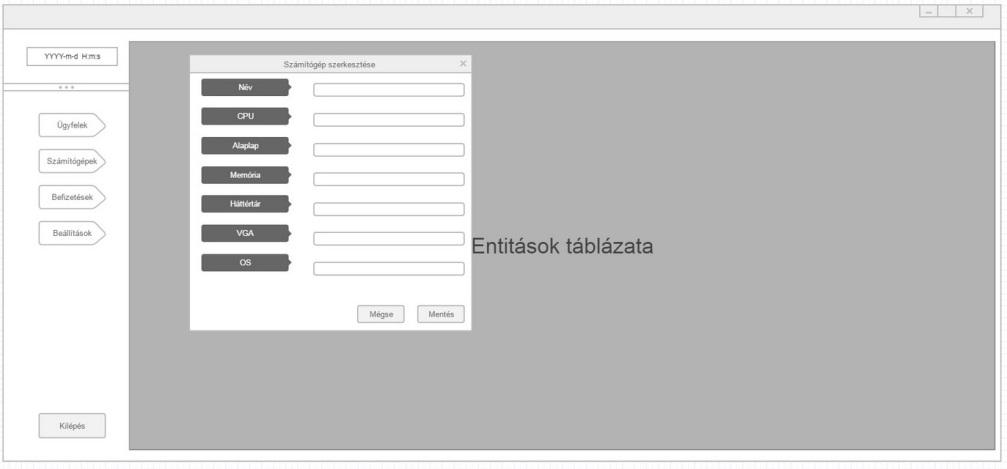 YYYY-m-d H:m:s
Ügyfelek
Számítógépek
Befizetések
Beállítások
Kilépés
Számítógép szerkesztése
Név
CPU
Alaplap
Memória
Háttértár
VGA
OS
Mégse Mentés
Entitások táblázata